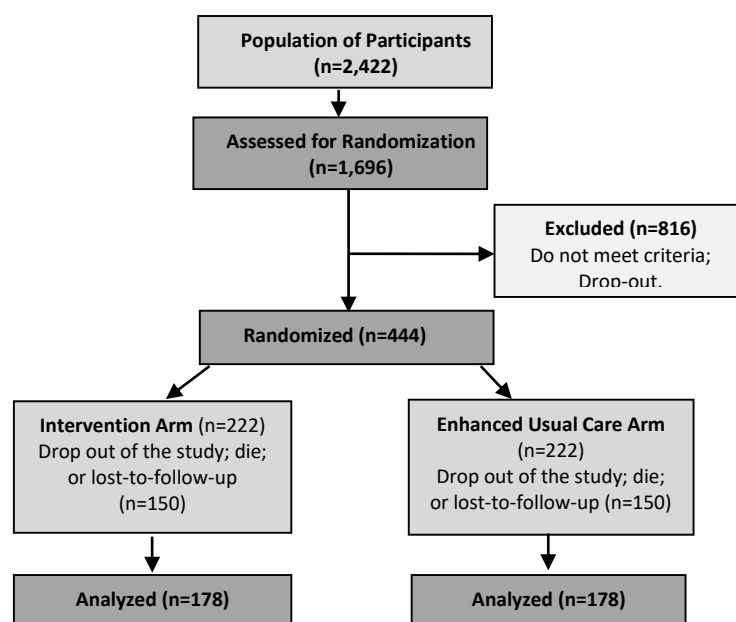 Population of Participants
(n=2,422)
Assessed for Randomization
(n=1,696)
Excluded (n=816)
Do not meet criteria;
Drop-out.
Randomized (n=444)
Intervention Arm (n=222)
Drop out of the study; die;
or lost-to-follow-up
(n=150)
Enhanced Usual Care Arm
(n=222)
Drop out of the study; die;
or lost-to-follow-up (n=150)
Analyzed (n=178)
Analyzed (n=178)